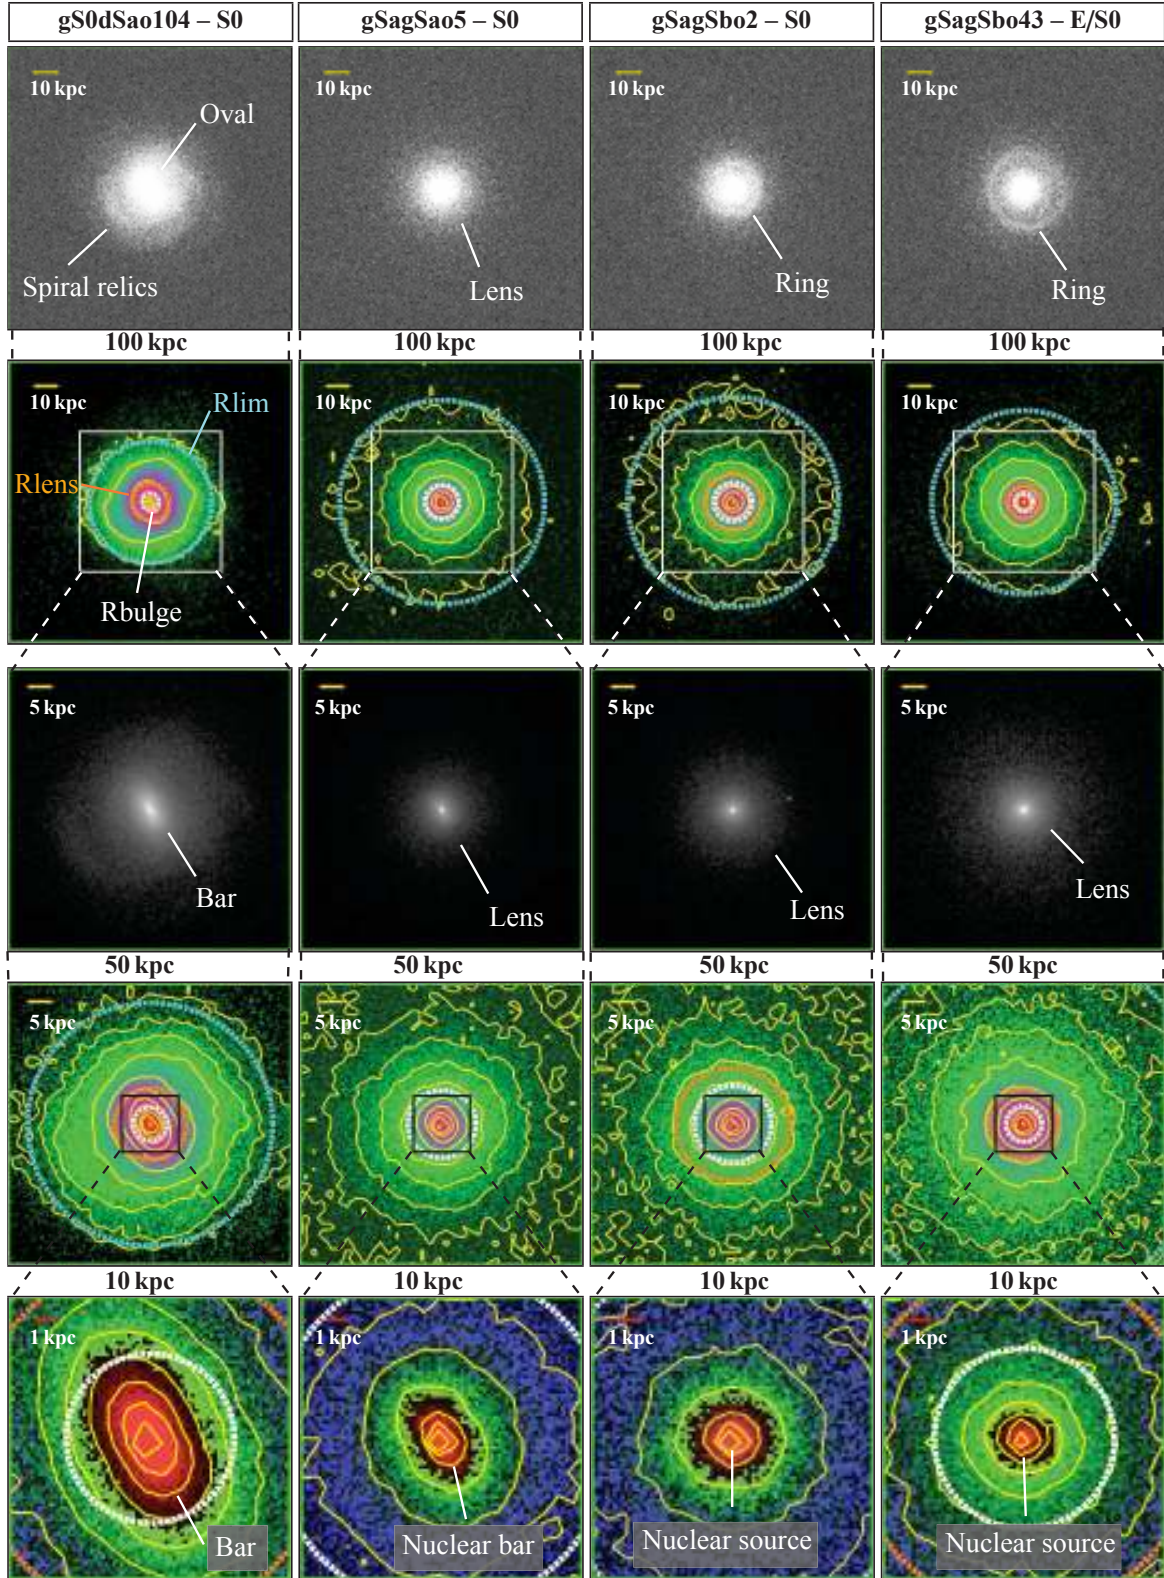 gS0dSao104 – S0
gSagSao5 – S0
gSagSbo2 – S0
gSagSbo43 – E/S0
10 kpc
Oval
Spiral relics
10 kpc
Lens
10 kpc
Ring
10 kpc
Ring
100 kpc
100 kpc
100 kpc
100 kpc
10 kpc
Rlim
Rlens
Rbulge
10 kpc
10 kpc
10 kpc
5 kpc
Bar
5 kpc
Lens
5 kpc
Lens
5 kpc
Lens
50 kpc
50 kpc
50 kpc
50 kpc
5 kpc
5 kpc
5 kpc
5 kpc
10 kpc
10 kpc
10 kpc
10 kpc
1 kpc
Bar
1 kpc
Nuclear bar
1 kpc
Nuclear source
1 kpc
Nuclear source